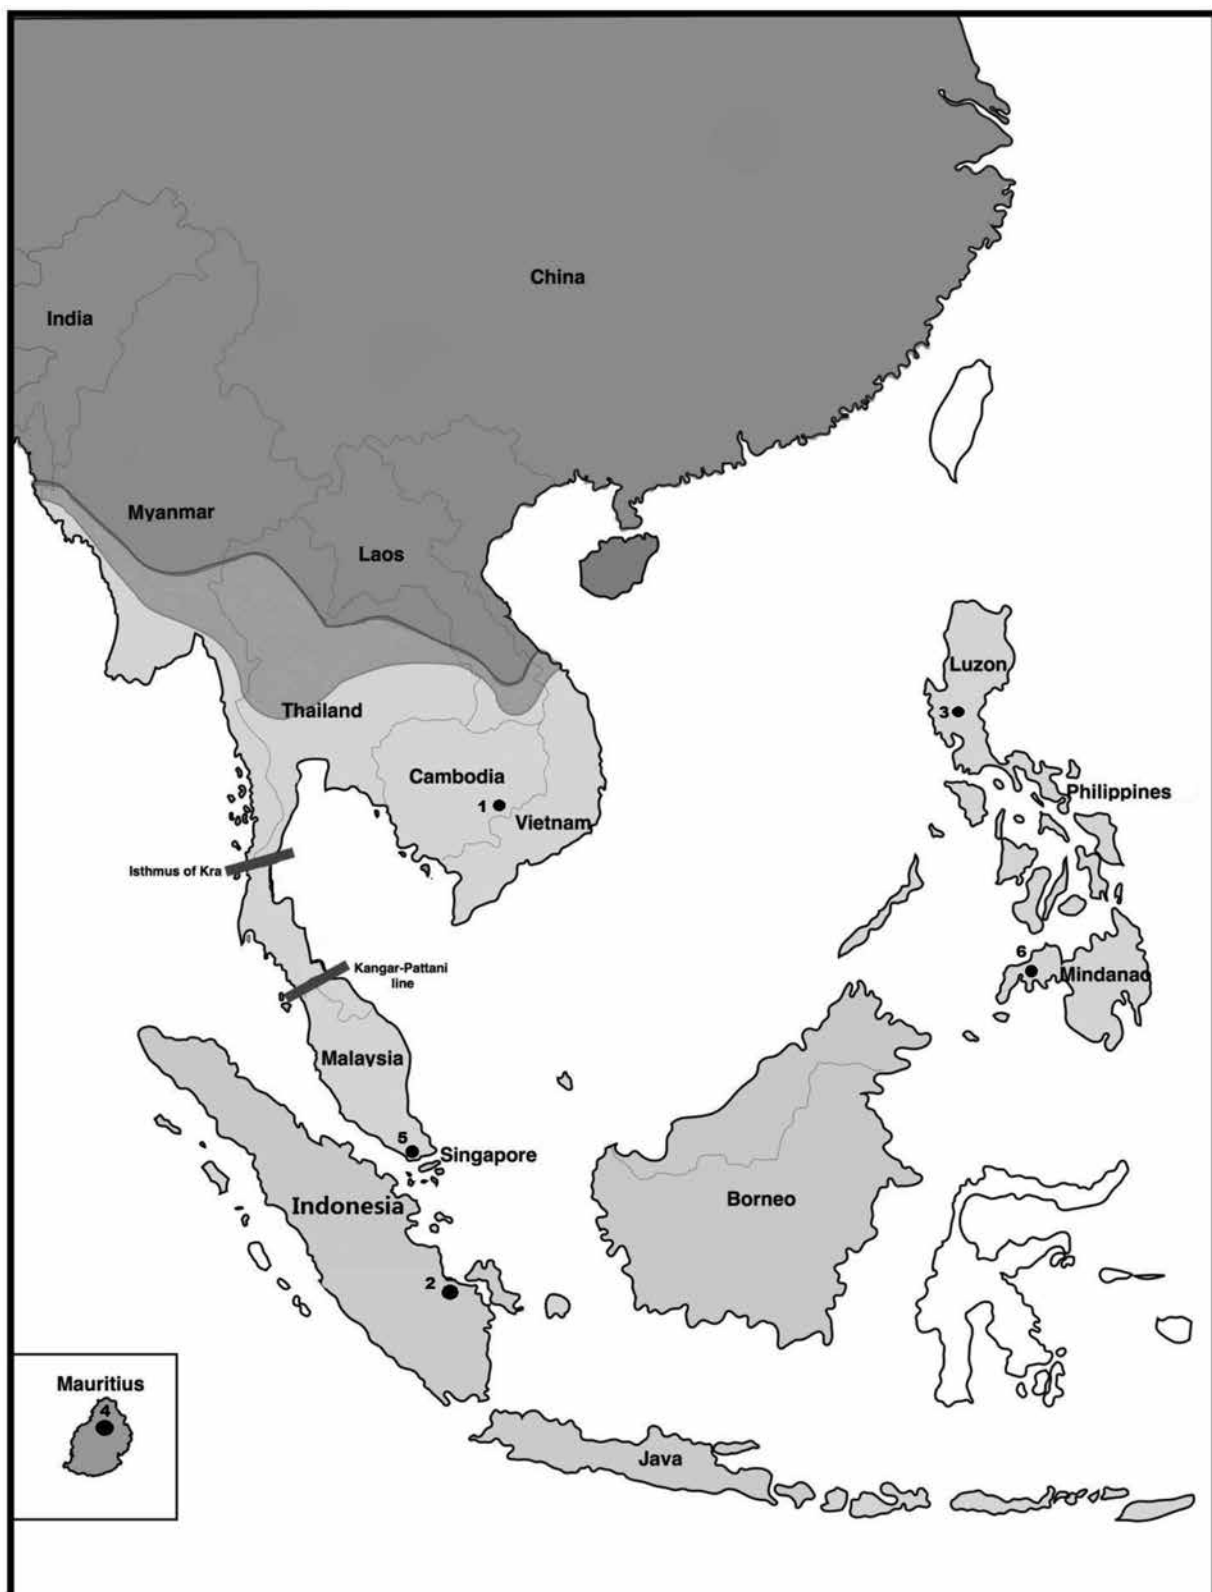 China
India
Myanmar
Laos
Luzon
3
Thailand
Cambodia
1
Vietnam
Philippines
Isthmus of Kra
Kangar-Pattani
line
6
Mindanao
Malaysia
5
Singapore
Indonesia
Borneo
2
Mauritius
4
Java